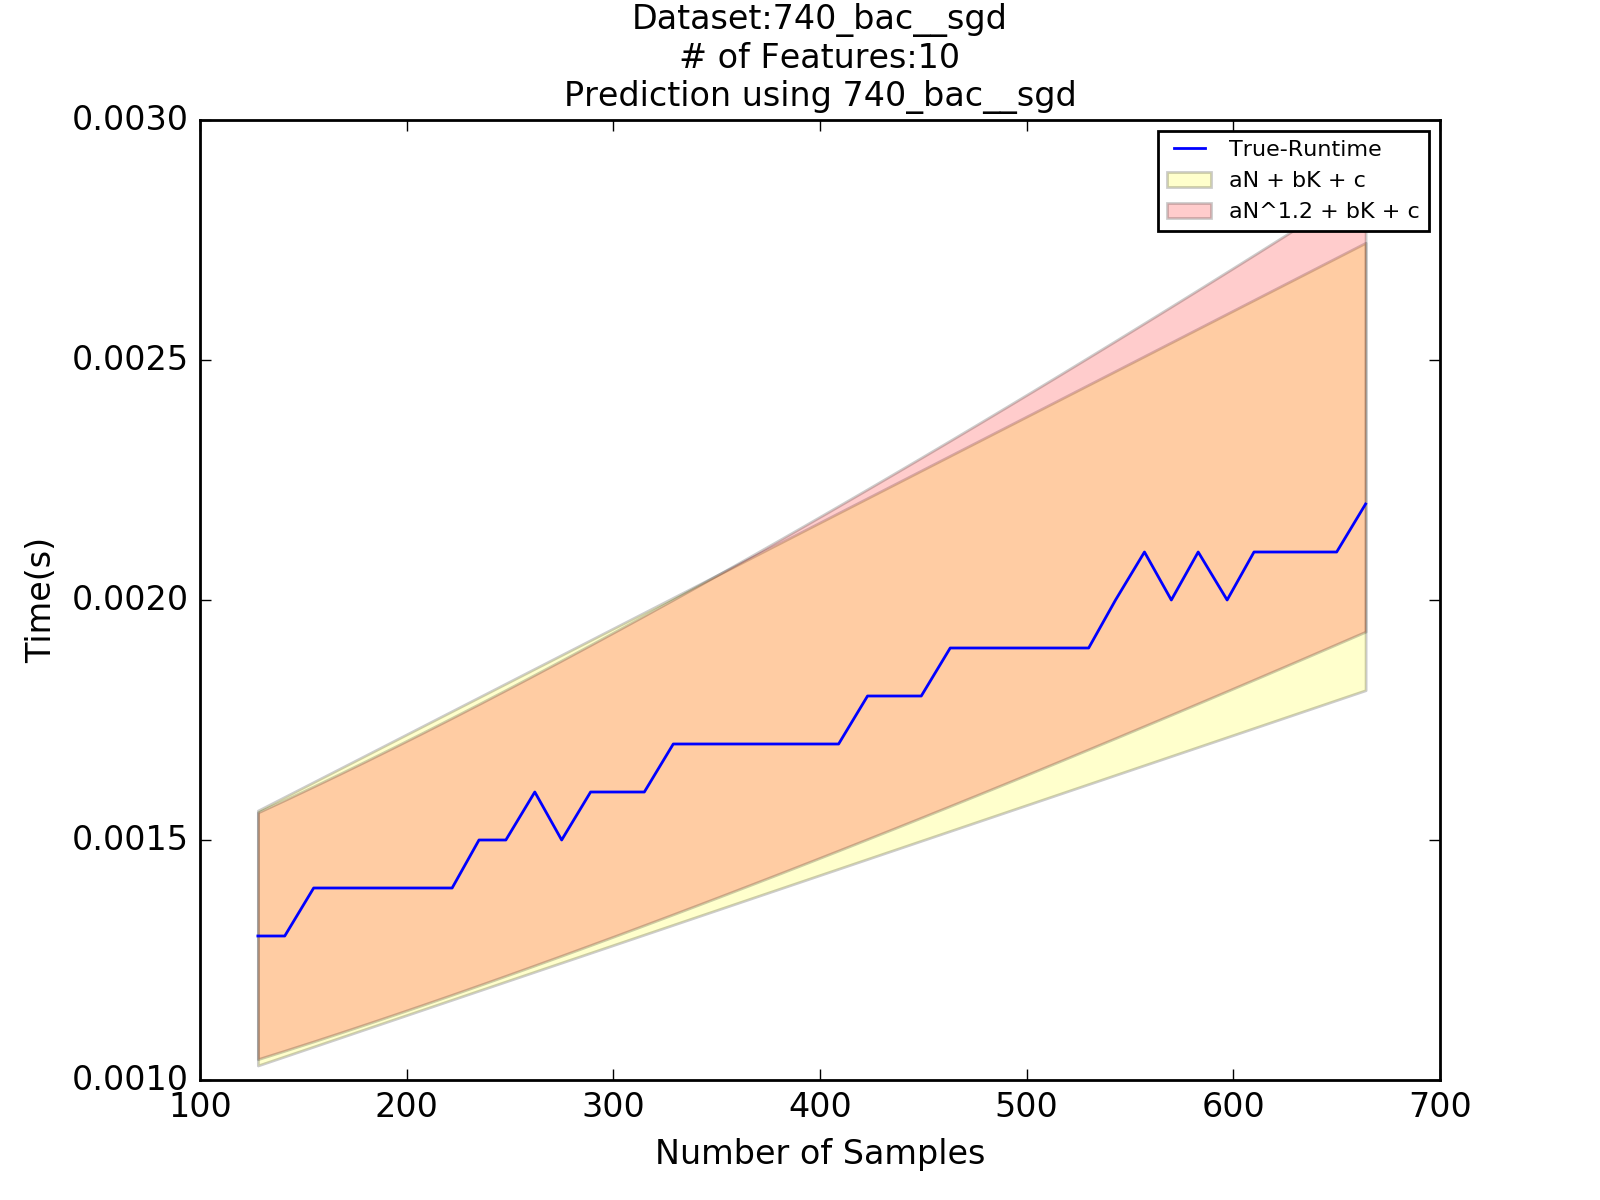 Dataset:740_bac__sgd
# of Features:10
Prediction using 740_bac__sgd
0.0030
0.0025
0.0020
0.0015
0.0010
Time(s)
True-Runtime
aN + bK + c
aN^1.2 + bK + c
100 200 300 400 500 600 700
Number of Samples